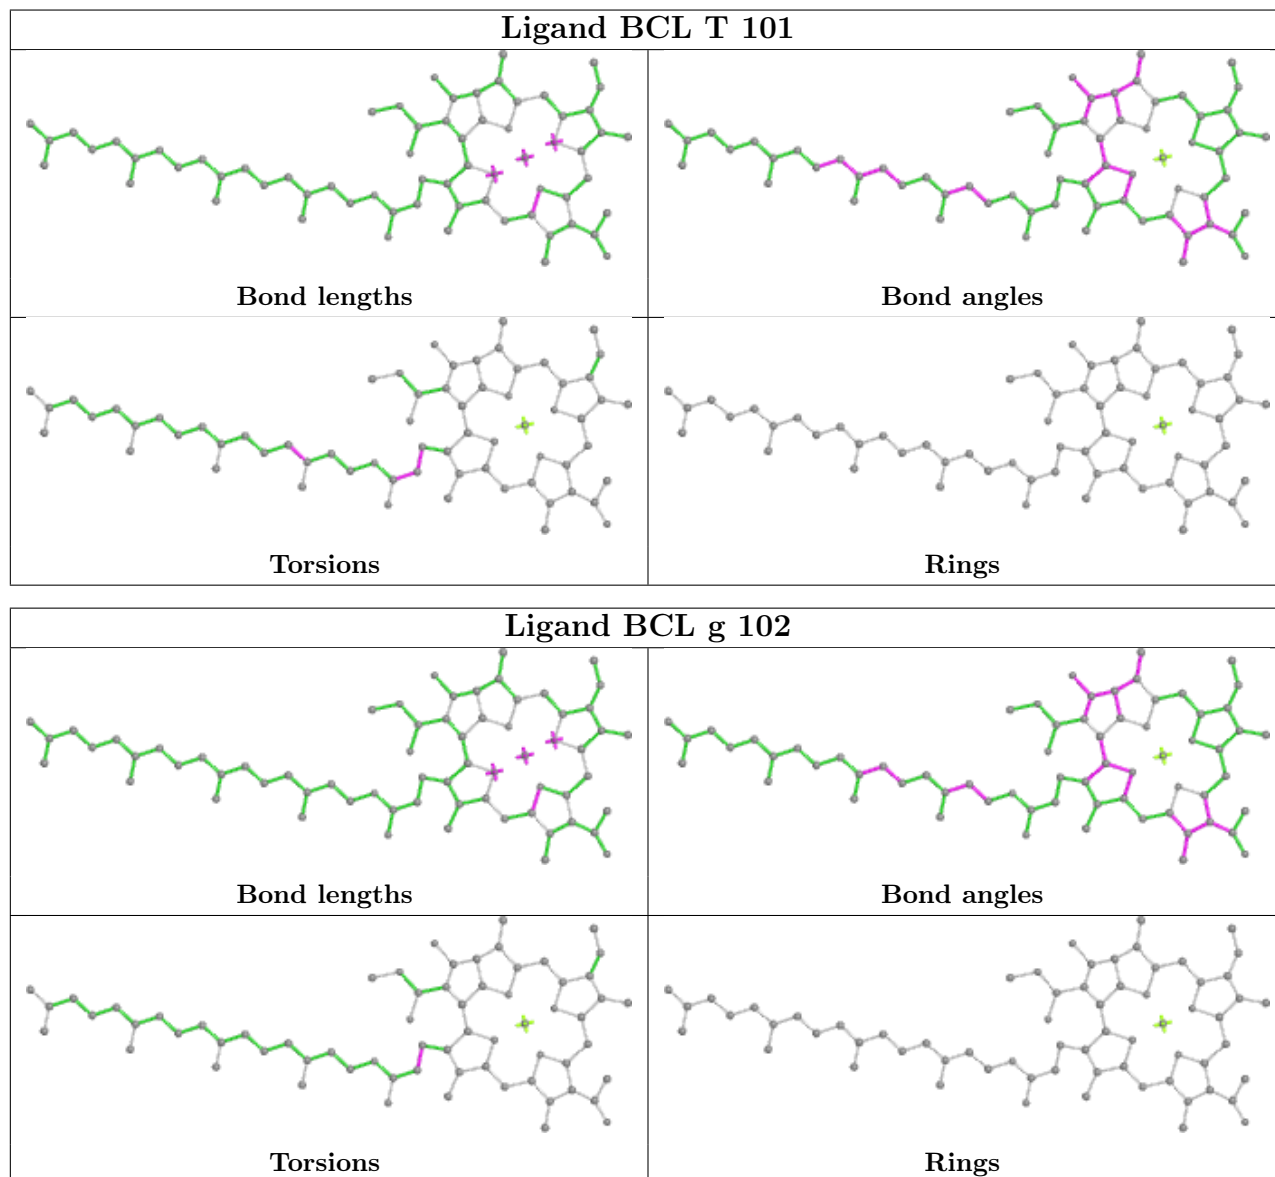 Ligand BCL T 101
Bond lengths
Bond angles
Torsions
Rings
Ligand BCL g 102
Bond lengths
Bond angles
Torsions
Rings